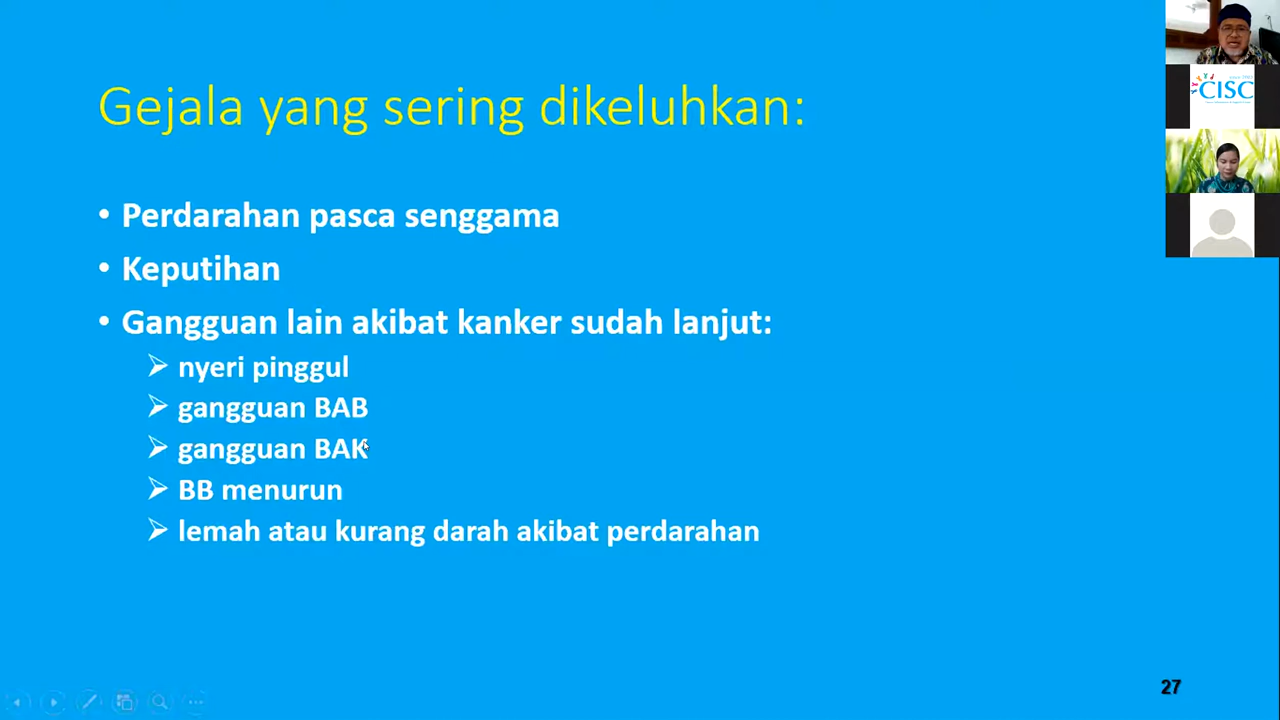 Gejala yang sering dikeluhkan:
• Perdarahan pasca senggama
• Keputihan
• Gangguan lain akibat kanker sudah lanjut:
➢ nyeri pinggul
➢ gangguan BAB
➢ gangguan BAK
➢ BB menurun
➢ lemah atau kurang darah akibat perdarahan
27
CISC